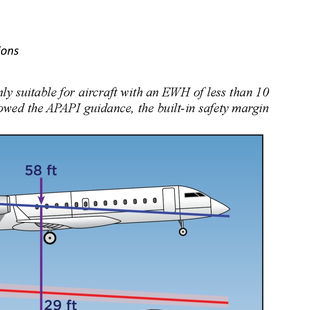 ions
nly suitable for aircraft with an EWH of less than 10
owed the APAPI guidance, the built-in safety margin
58 ft
29 ft